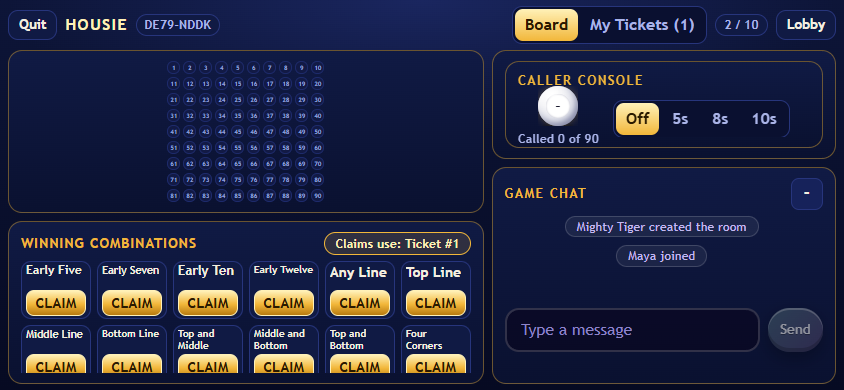 Quit HOUSIE DE79-NDDK Board My Tickets (1) 2 / 10 Lobby
1 2 3 4 5 6 7 8 9 10
11 12 13 14 15 16 17 18 19 20
21 22 23 24 25 26 27 28 29 30
31 32 33 34 35 36 37 38 39 40
41 42 43 44 45 46 47 48 49 50
51 52 53 54 55 56 57 58 59 60
61 62 63 64 65 66 67 68 69 70
71 72 73 74 75 76 77 78 79 80
81 82 83 84 85 86 87 88 89 90
WINNING COMBINATIONS Claims use: Ticket #1
Early Five Early Seven Early Ten Early Twelve Any Line Top Line
CLAIM CLAIM CLAIM CLAIM CLAIM CLAIM
Middle Line Bottom Line Top and Middle Middle and Bottom Top and Bottom Four Corners
CLAIM CLAIM CLAIM CLAIM CLAIM CLAIM
CALLER CONSOLE
-
Called 0 of 90
Off 5s 8s 10s
GAME CHAT -
Mighty Tiger created the room
Maya joined
Type a message Send